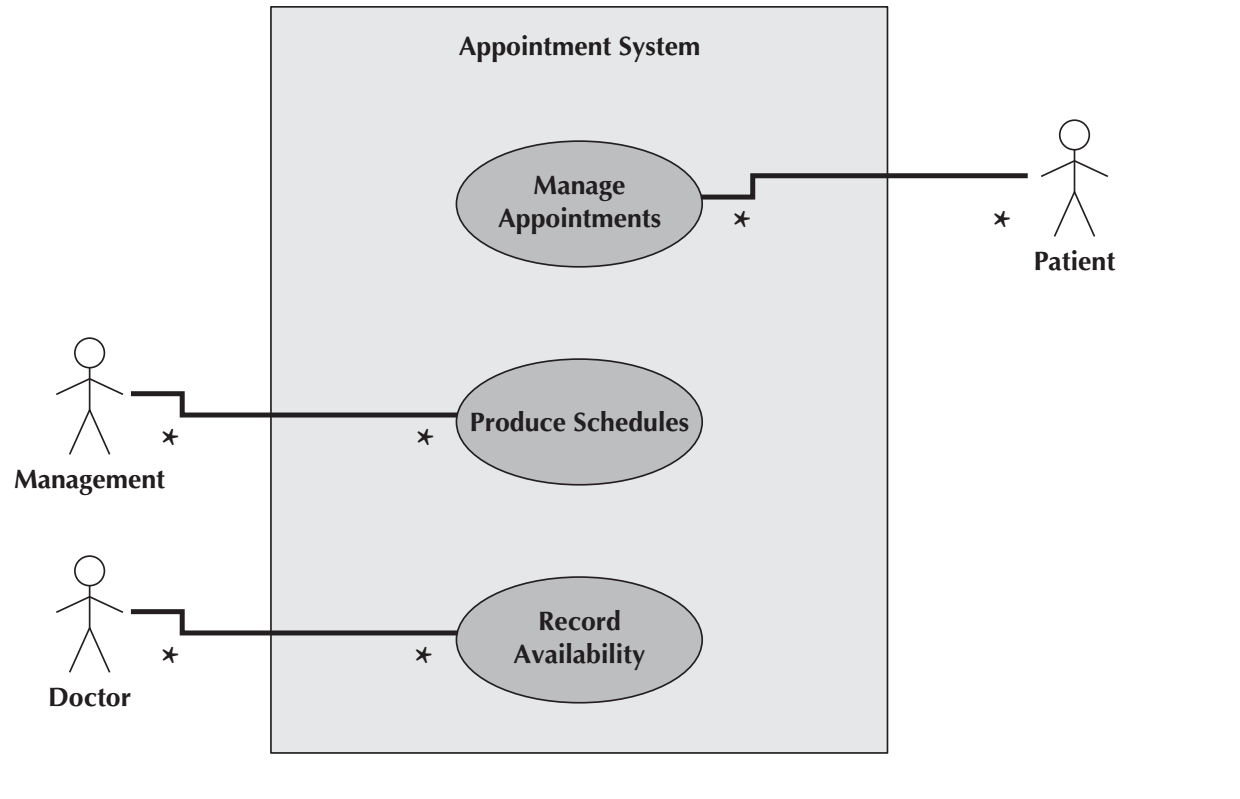 Appointment System
Manage
Appointments
* *
Patient
Produce Schedules
* *
Management
Record
Availability
* *
Doctor